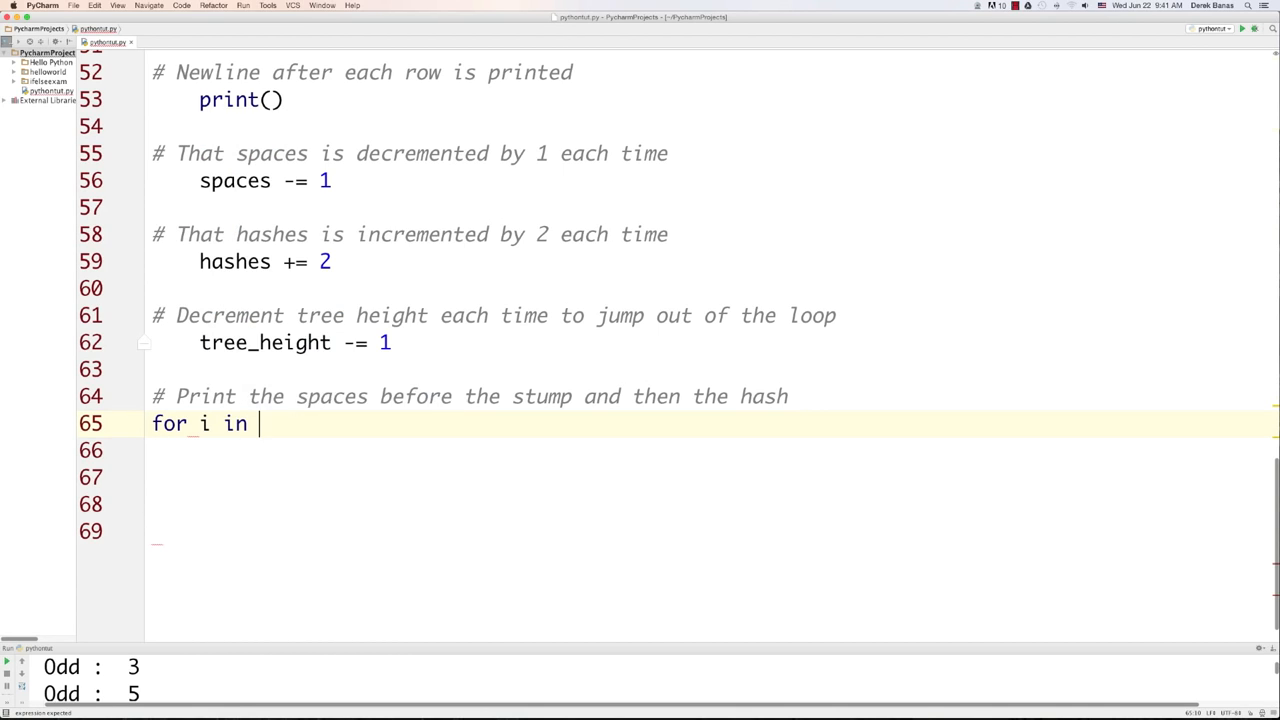 PyCharm File Edit View Navigate Code Refactor Run Tools VCS Window Help 10 Wed Jun 22 9:41 AM Derek Banas
pythontut.py - PycharmProjects - [~/PycharmProjects]
PycharmProjects pythontut.py pythontut
pythontut.py ×
PycharmProject
Hello Python
helloworld
ifelseexam
pythontut.py
External Librarie
51
52 # Newline after each row is printed
53 print()
54
55 # That spaces is decremented by 1 each time
56 spaces -= 1
57
58 # That hashes is incremented by 2 each time
59 hashes += 2
60
61 # Decrement tree height each time to jump out of the loop
62 tree_height -= 1
63
64 # Print the spaces before the stump and then the hash
65 for i in
66
67
68
69
Run pythontut
Odd : 3
Odd : 5
expression expected 65:10 LF‡ UTF-8‡